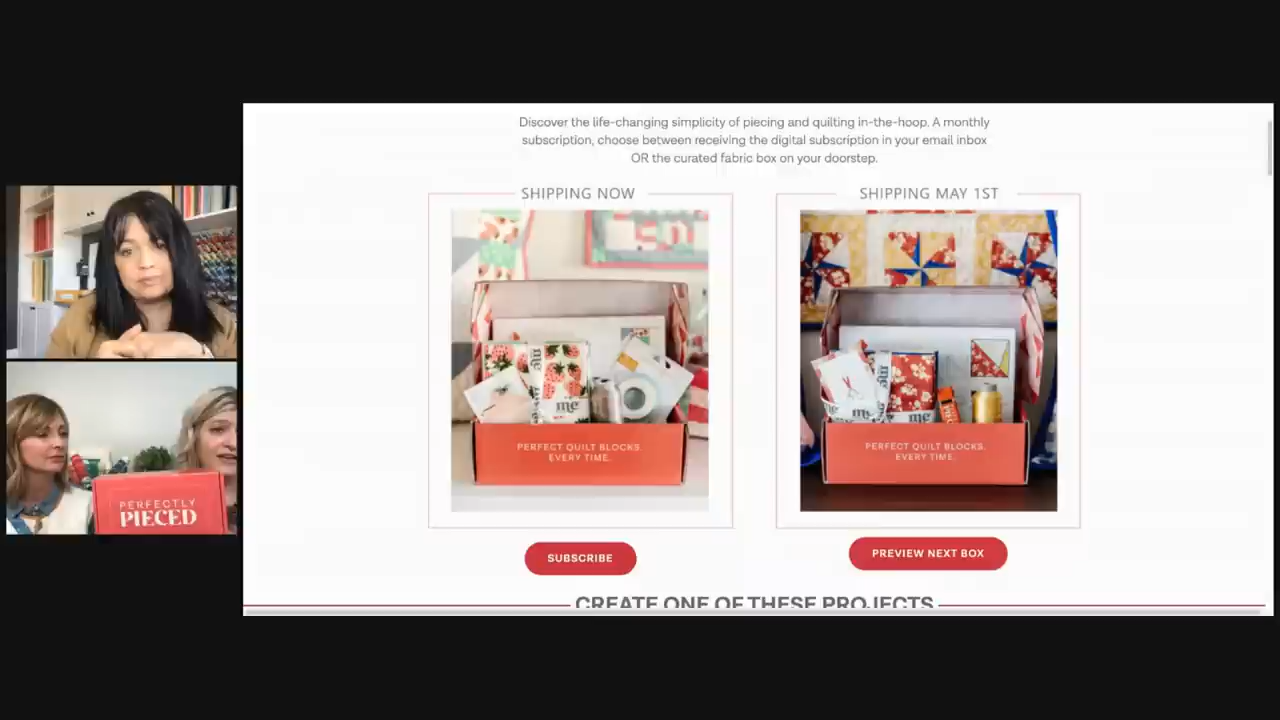 Discover the life-changing simplicity of piecing and quilting in-the-hoop. A monthly
subscription, choose between receiving the digital subscription in your email inbox
OR the curated fabric box on your doorstep.
SHIPPING NOW
SHIPPING MAY 1ST
me
me
PERFECT QUILT BLOCKS.
EVERY TIME.
PERFECT QUILT BLOCKS.
EVERY TIME.
PERFECTLY
PIECED
SUBSCRIBE
PREVIEW NEXT BOX
CREATE ONE OF THESE PROJECTS